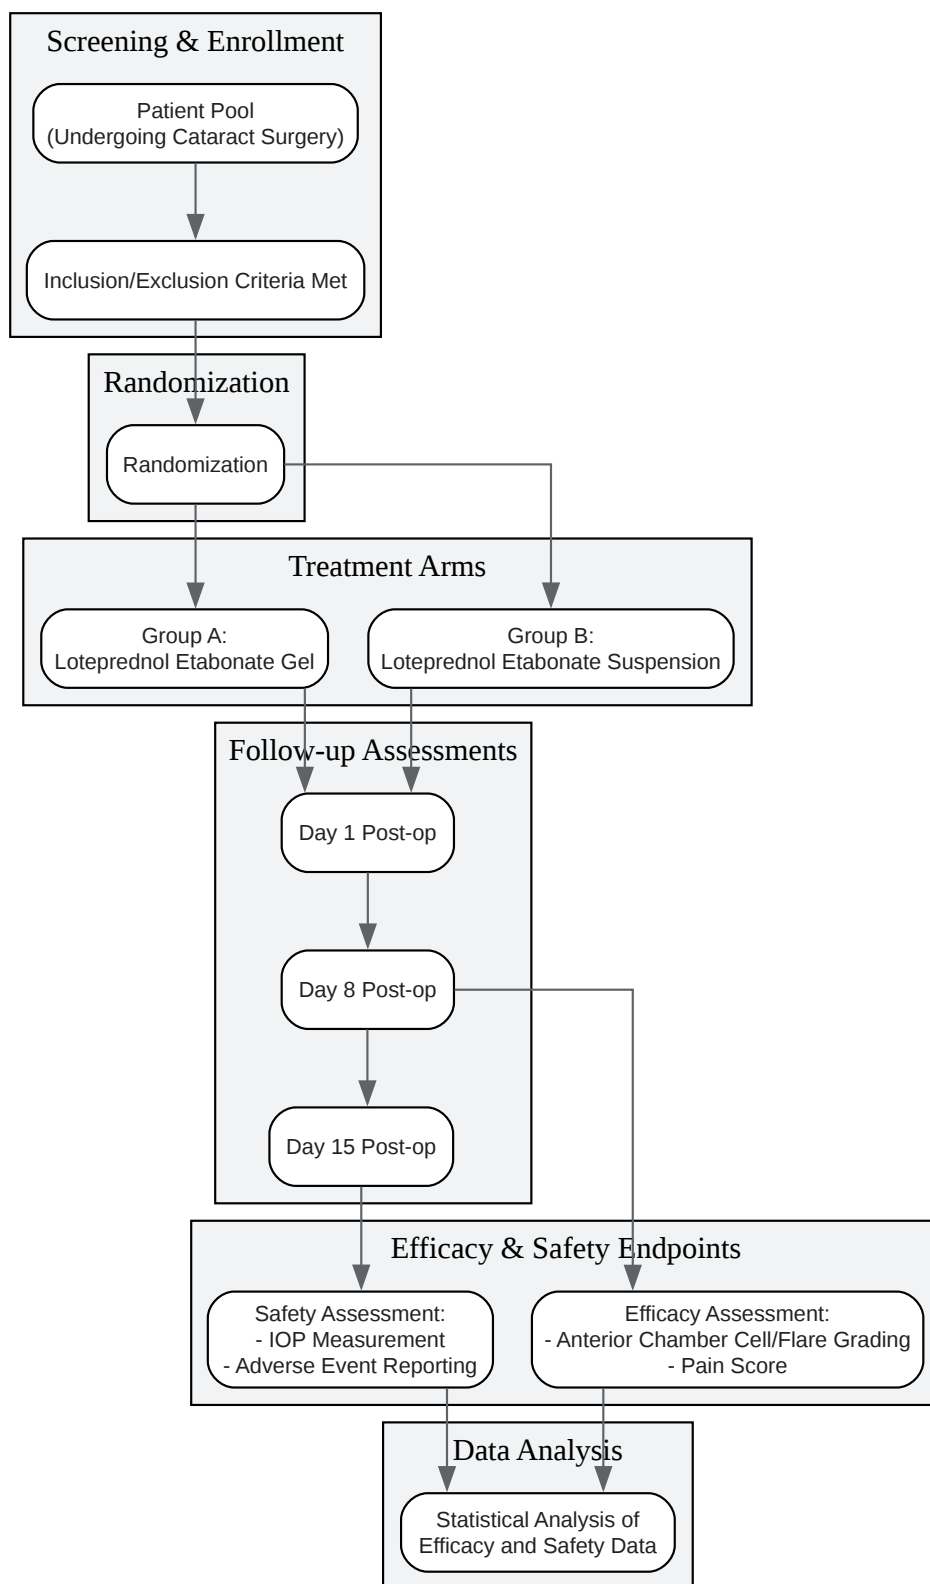 Screening & Enrollment
Patient Pool
(Undergoing Cataract Surgery)
Inclusion/Exclusion Criteria Met
Randomization
Randomization
Treatment Arms
Group A:
Loteprednol Etabonate Gel
Group B:
Loteprednol Etabonate Suspension
Follow-up Assessments
Day 1 Post-op
Day 8 Post-op
Day 15 Post-op
Efficacy & Safety Endpoints
Safety Assessment:
- IOP Measurement
- Adverse Event Reporting
Efficacy Assessment:
- Anterior Chamber Cell/Flare Grading
- Pain Score
Data Analysis
Statistical Analysis of
Efficacy and Safety Data